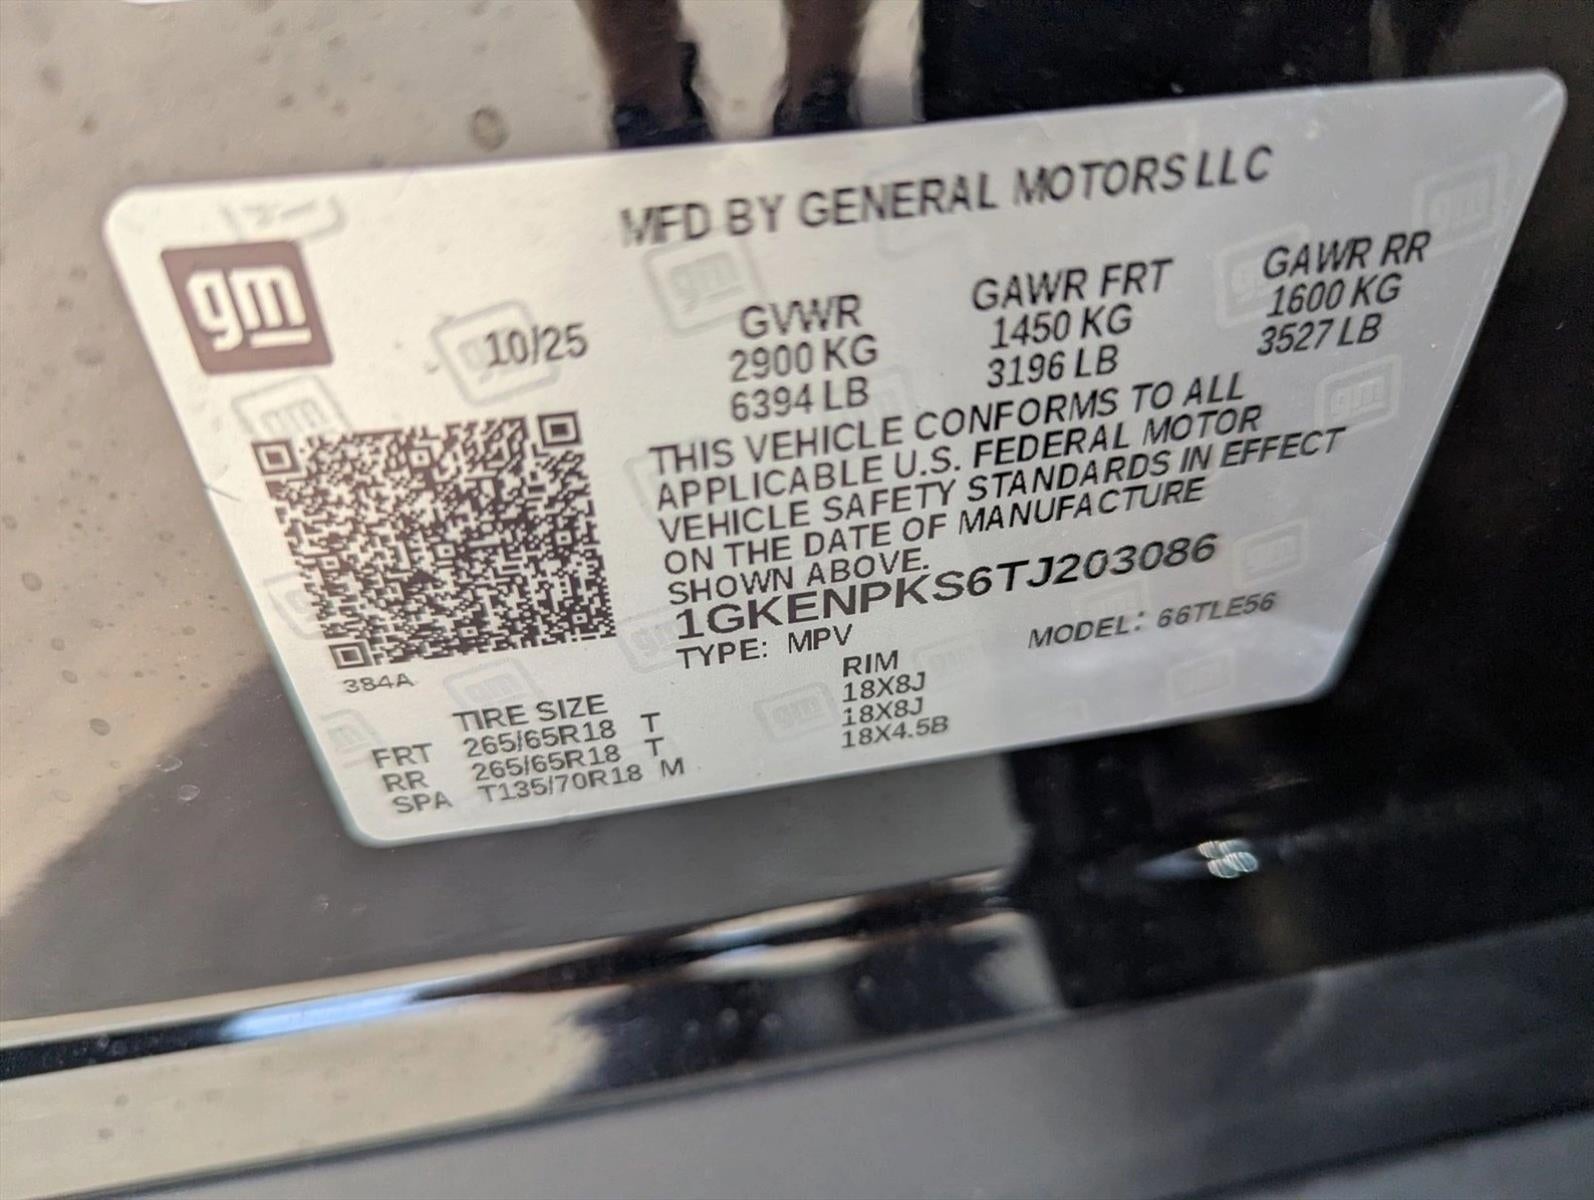 MFD BY GENERAL MOTORS LLC
gm
10/25
GVWR GAWR FRT GAWR RR
2900 KG 1450 KG 1600 KG
6394 LB 3196 LB 3527 LB
THIS VEHICLE CONFORMS TO ALL
APPLICABLE U.S. FEDERAL MOTOR
VEHICLE SAFETY STANDARDS IN EFFECT
ON THE DATE OF MANUFACTURE
SHOWN ABOVE.
1GKENPKS6TJ203086
TYPE: MPV MODEL: 66TLE56
384A
TIRE SIZE RIM
FRT 265/65R18 T 18X8J
RR 265/65R18 T 18X8J
SPA T135/70R18 M 18X4.5B